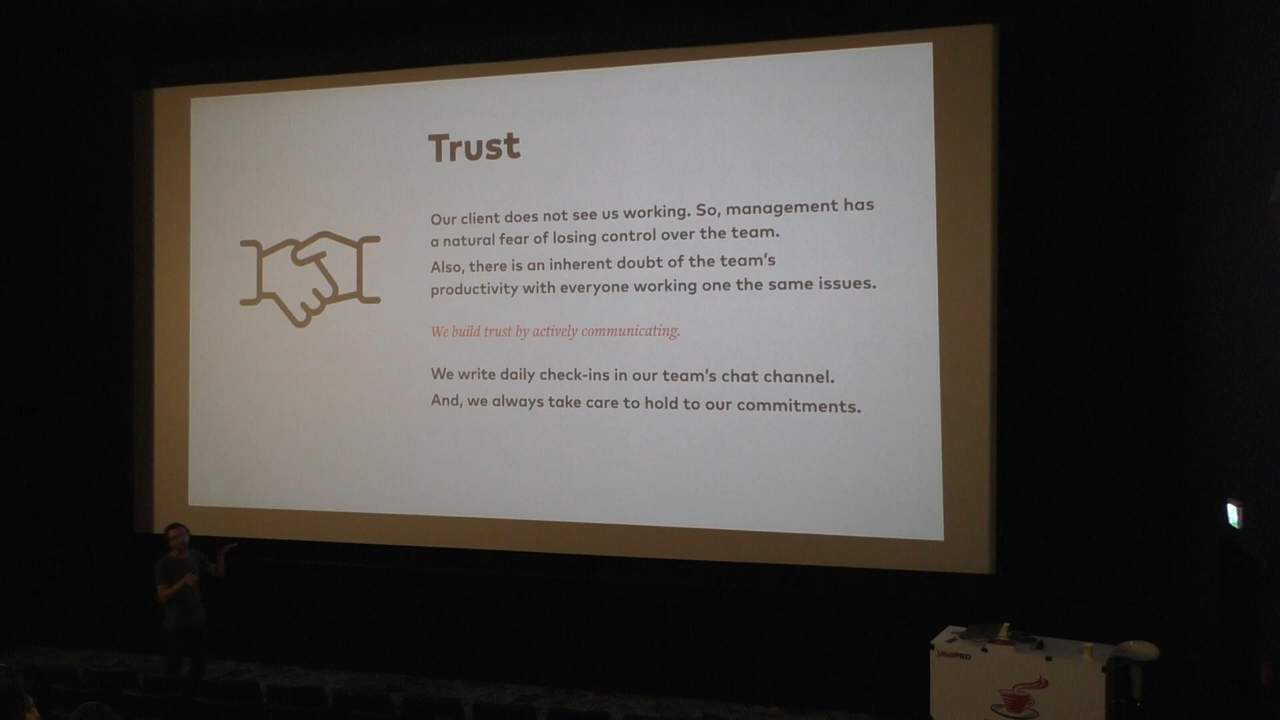 Trust
Our client does not see us working. So, management has
a natural fear of losing control over the team.
Also, there is an inherent doubt of the team's
productivity with everyone working one the same issues.
We build trust by actively communicating.
We write daily check-ins in our team's chat channel.
And, we always take care to hold to our commitments.